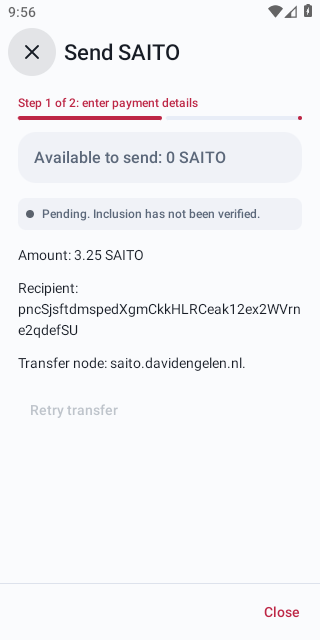 9:56
Send SAITO
Step 1 of 2: enter payment details
Available to send: 0 SAITO
Pending. Inclusion has not been verified.
Amount: 3.25 SAITO
Recipient:
pncSjsftdmspedXgmCkkHLRCeak12ex2WVrn
e2qdefSU
Transfer node: saito.davidengelen.nl.
Retry transfer
Close